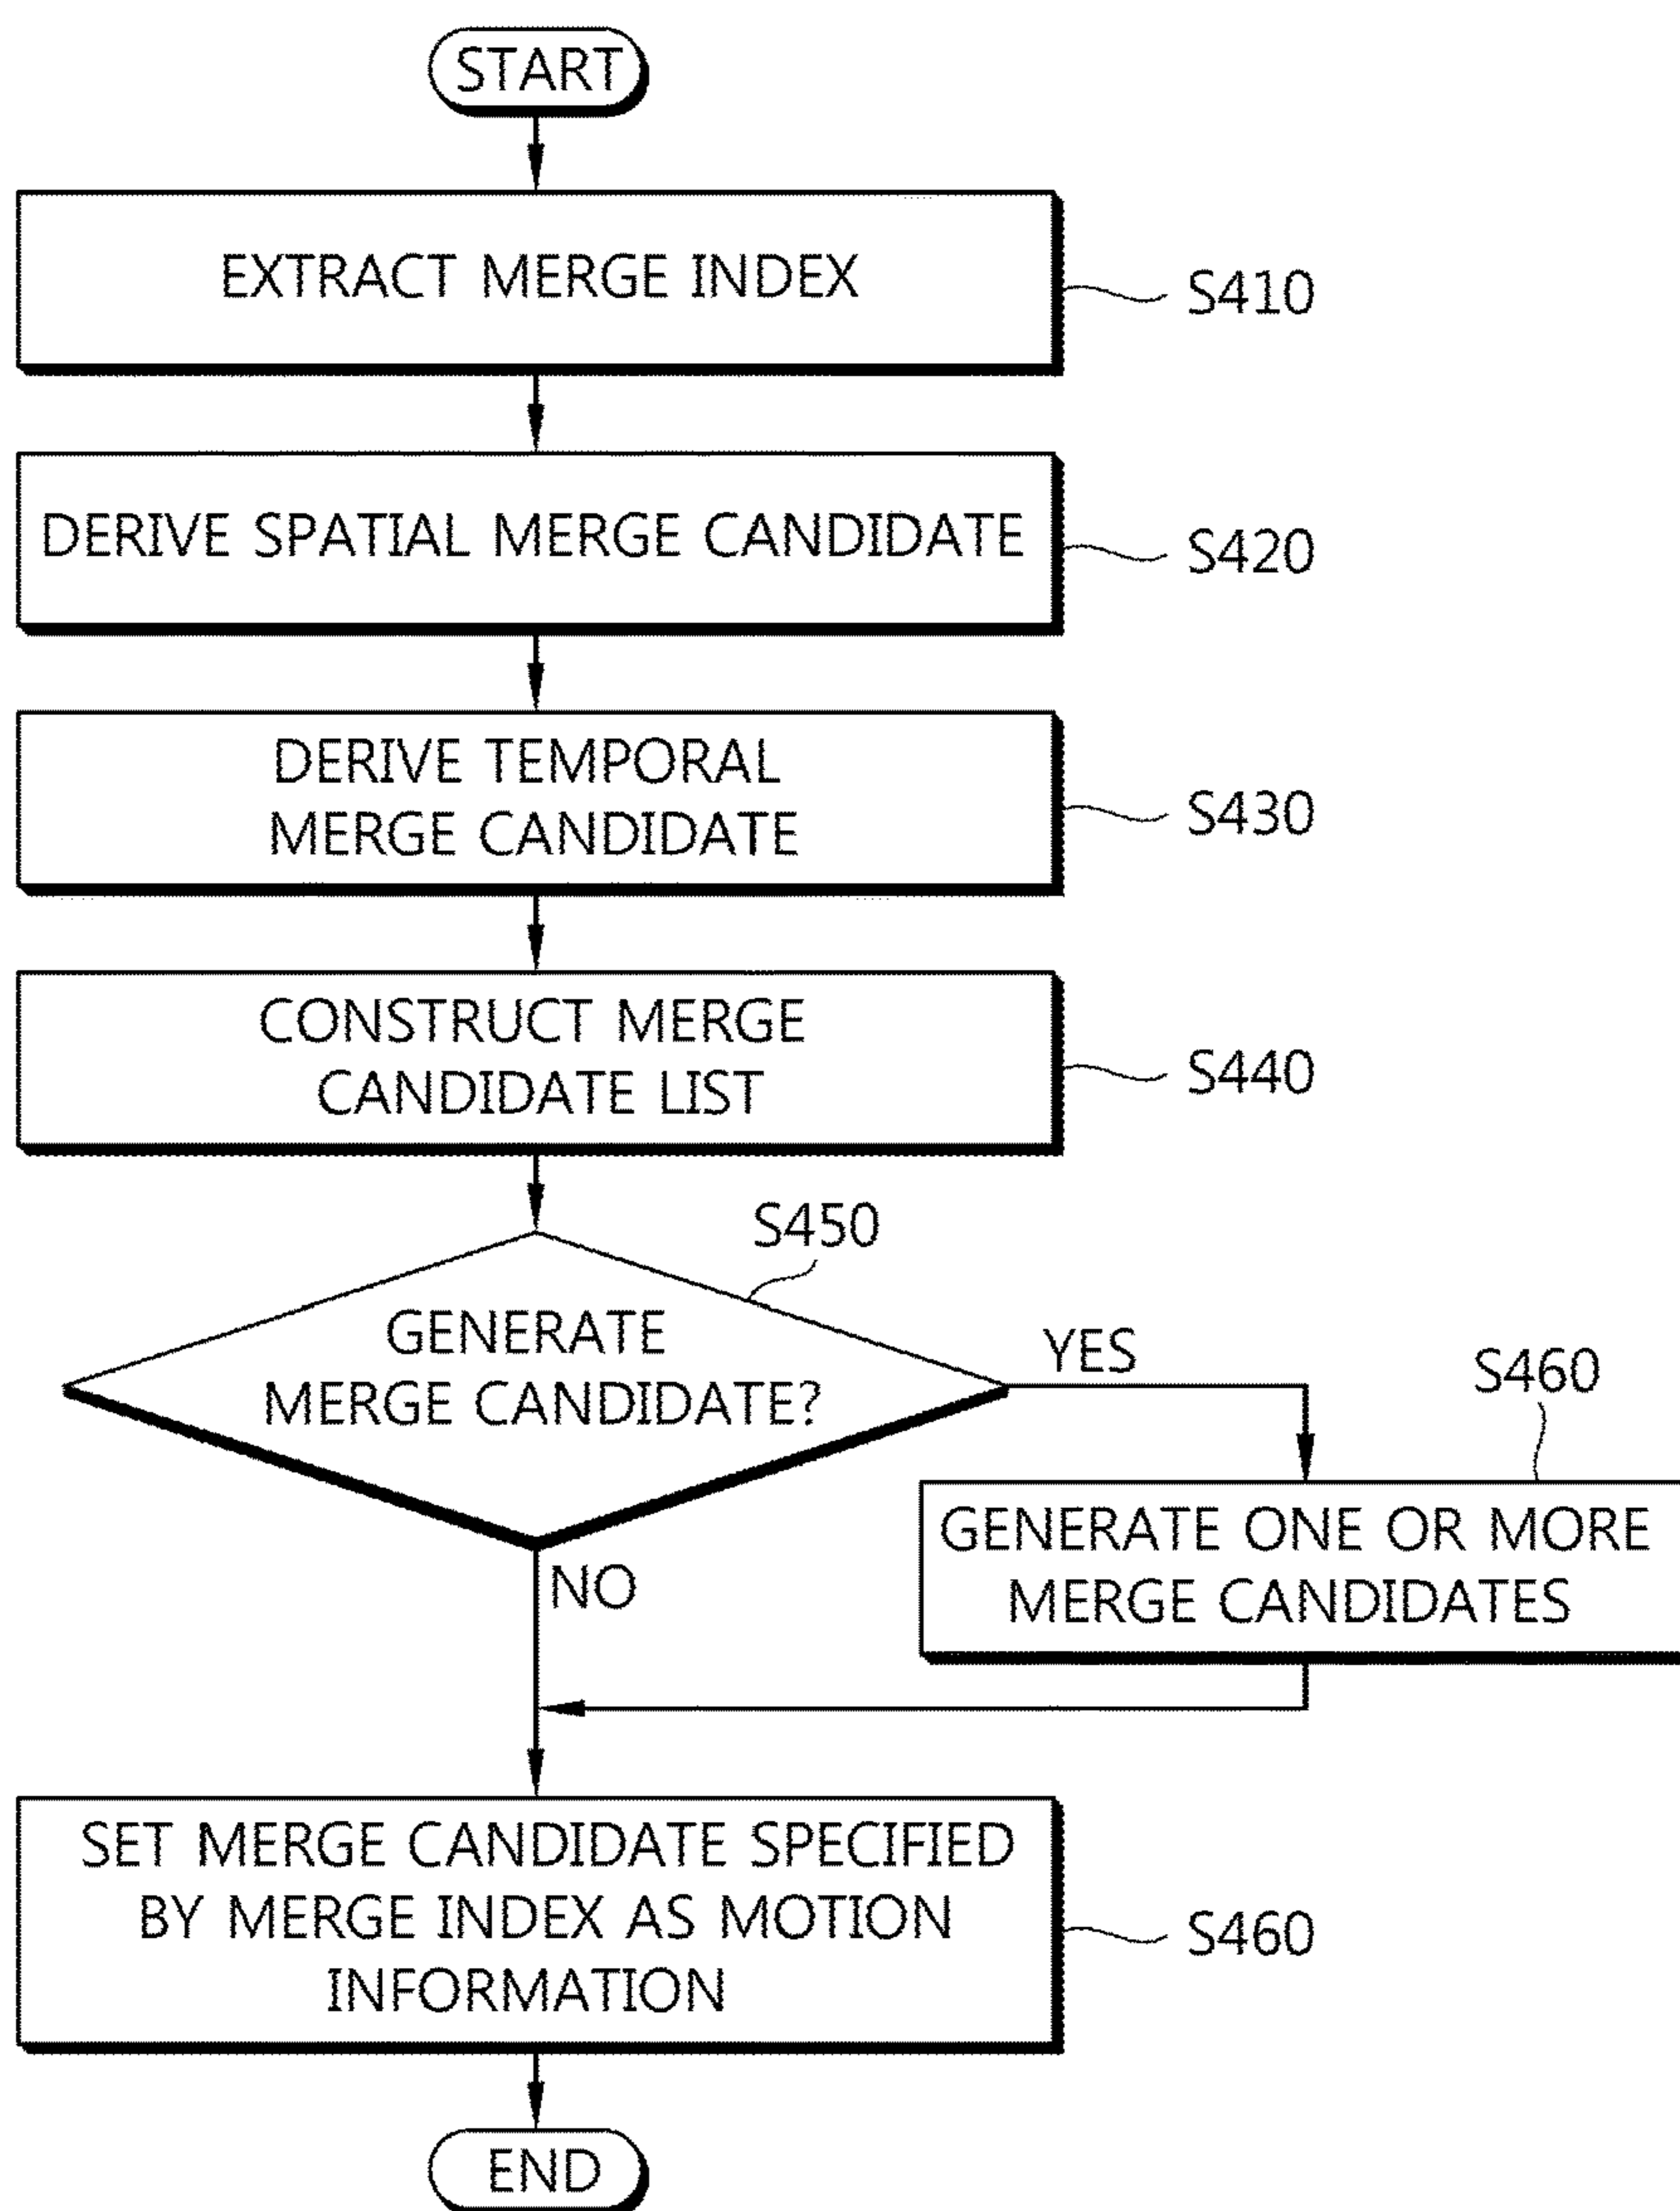 START
EXTRACT MERGE INDEX
S410
DERIVE SPATIAL MERGE CANDIDATE
S420
DERIVE TEMPORAL
MERGE CANDIDATE
S430
CONSTRUCT MERGE
CANDIDATE LIST
S440
S450
GENERATE
MERGE CANDIDATE?
YES
S460
GENERATE ONE OR MORE
MERGE CANDIDATES
NO
SET MERGE CANDIDATE SPECIFIED
BY MERGE INDEX AS MOTION
INFORMATION
S460
END